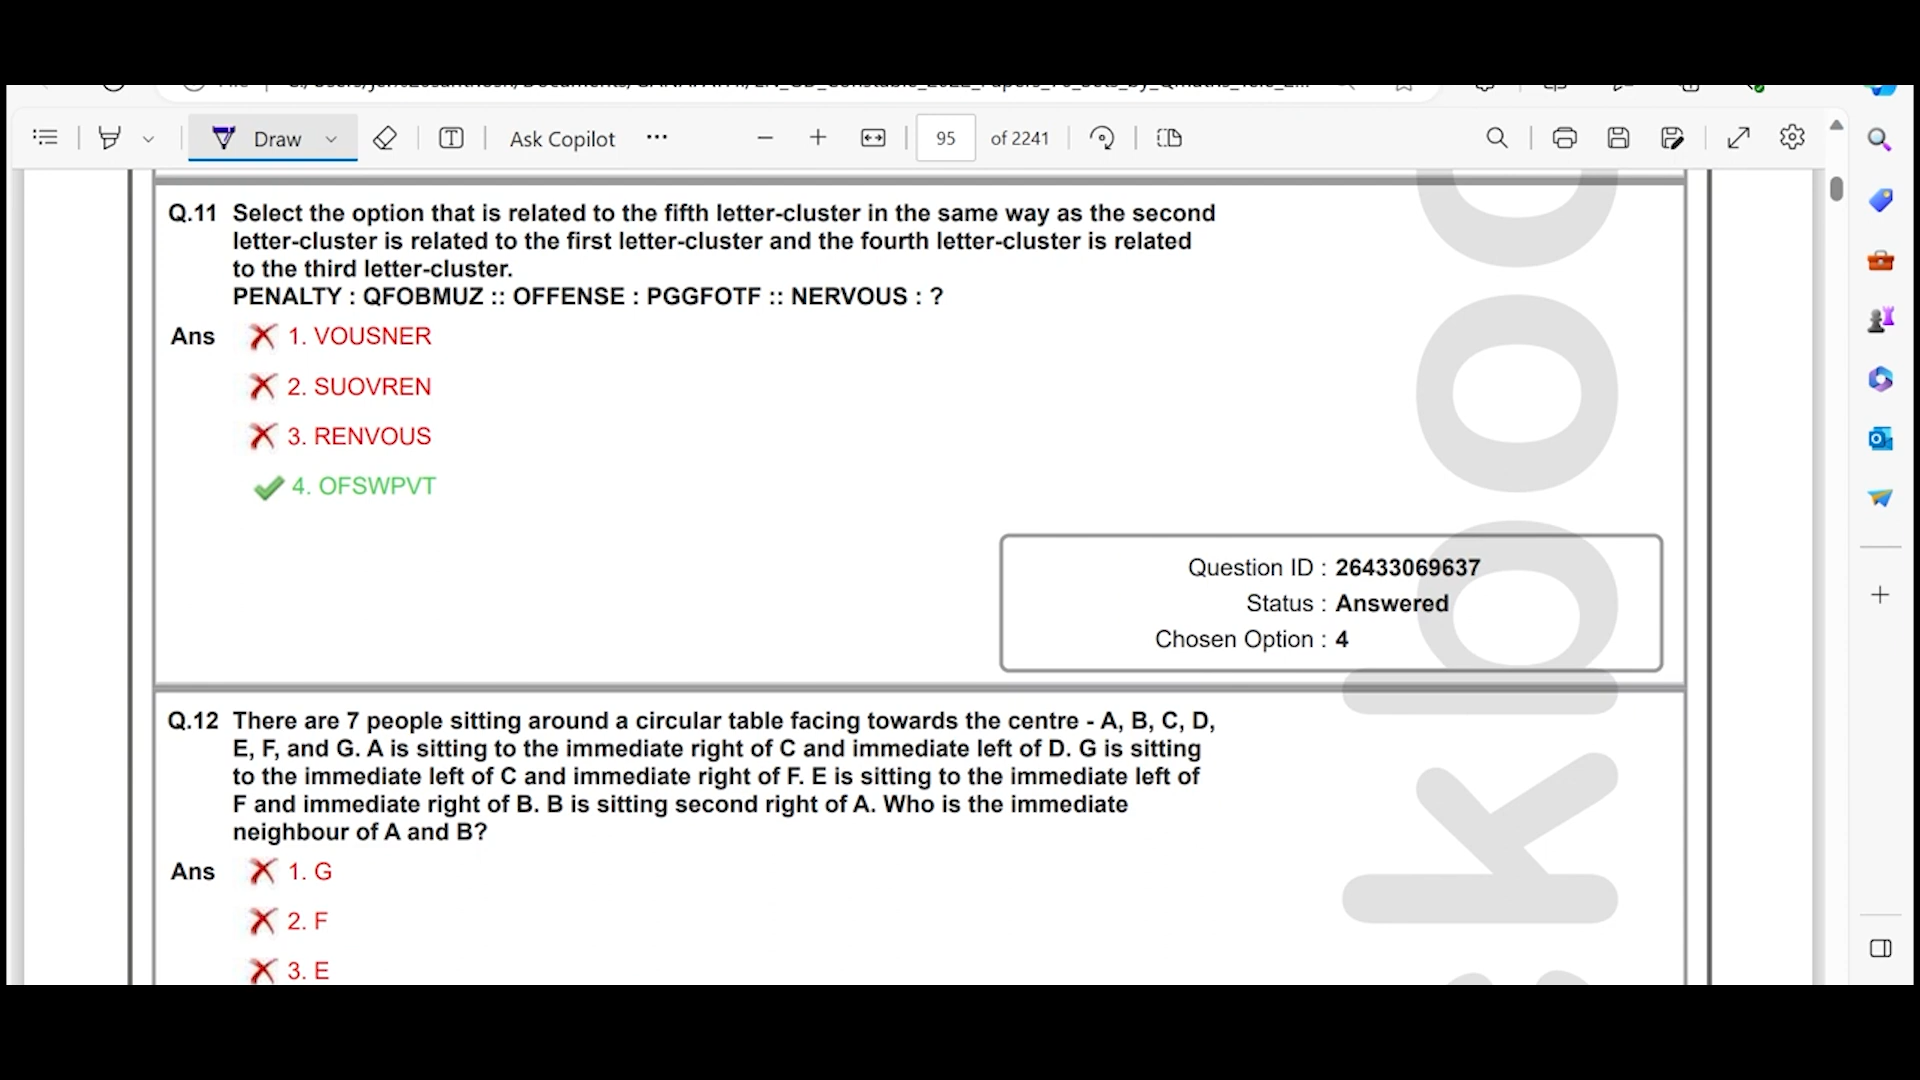 Draw
Ask Copilot
95 of 2241
Q.11 Select the option that is related to the fifth letter-cluster in the same way as the second
letter-cluster is related to the first letter-cluster and the fourth letter-cluster is related
to the third letter-cluster.
PENALTY : QFOBMUZ :: OFFENSE : PGGFOTF :: NERVOUS : ?
Ans 1. VOUSNER
2. SUOVREN
3. RENVOUS
4. OFSWPVT
Question ID : 26433069637
Status : Answered
Chosen Option : 4
Q.12 There are 7 people sitting around a circular table facing towards the centre - A, B, C, D,
E, F, and G. A is sitting to the immediate right of C and immediate left of D. G is sitting
to the immediate left of C and immediate right of F. E is sitting to the immediate left of
F and immediate right of B. B is sitting second right of A. Who is the immediate
neighbour of A and B?
Ans 1. G
2. F
3. E